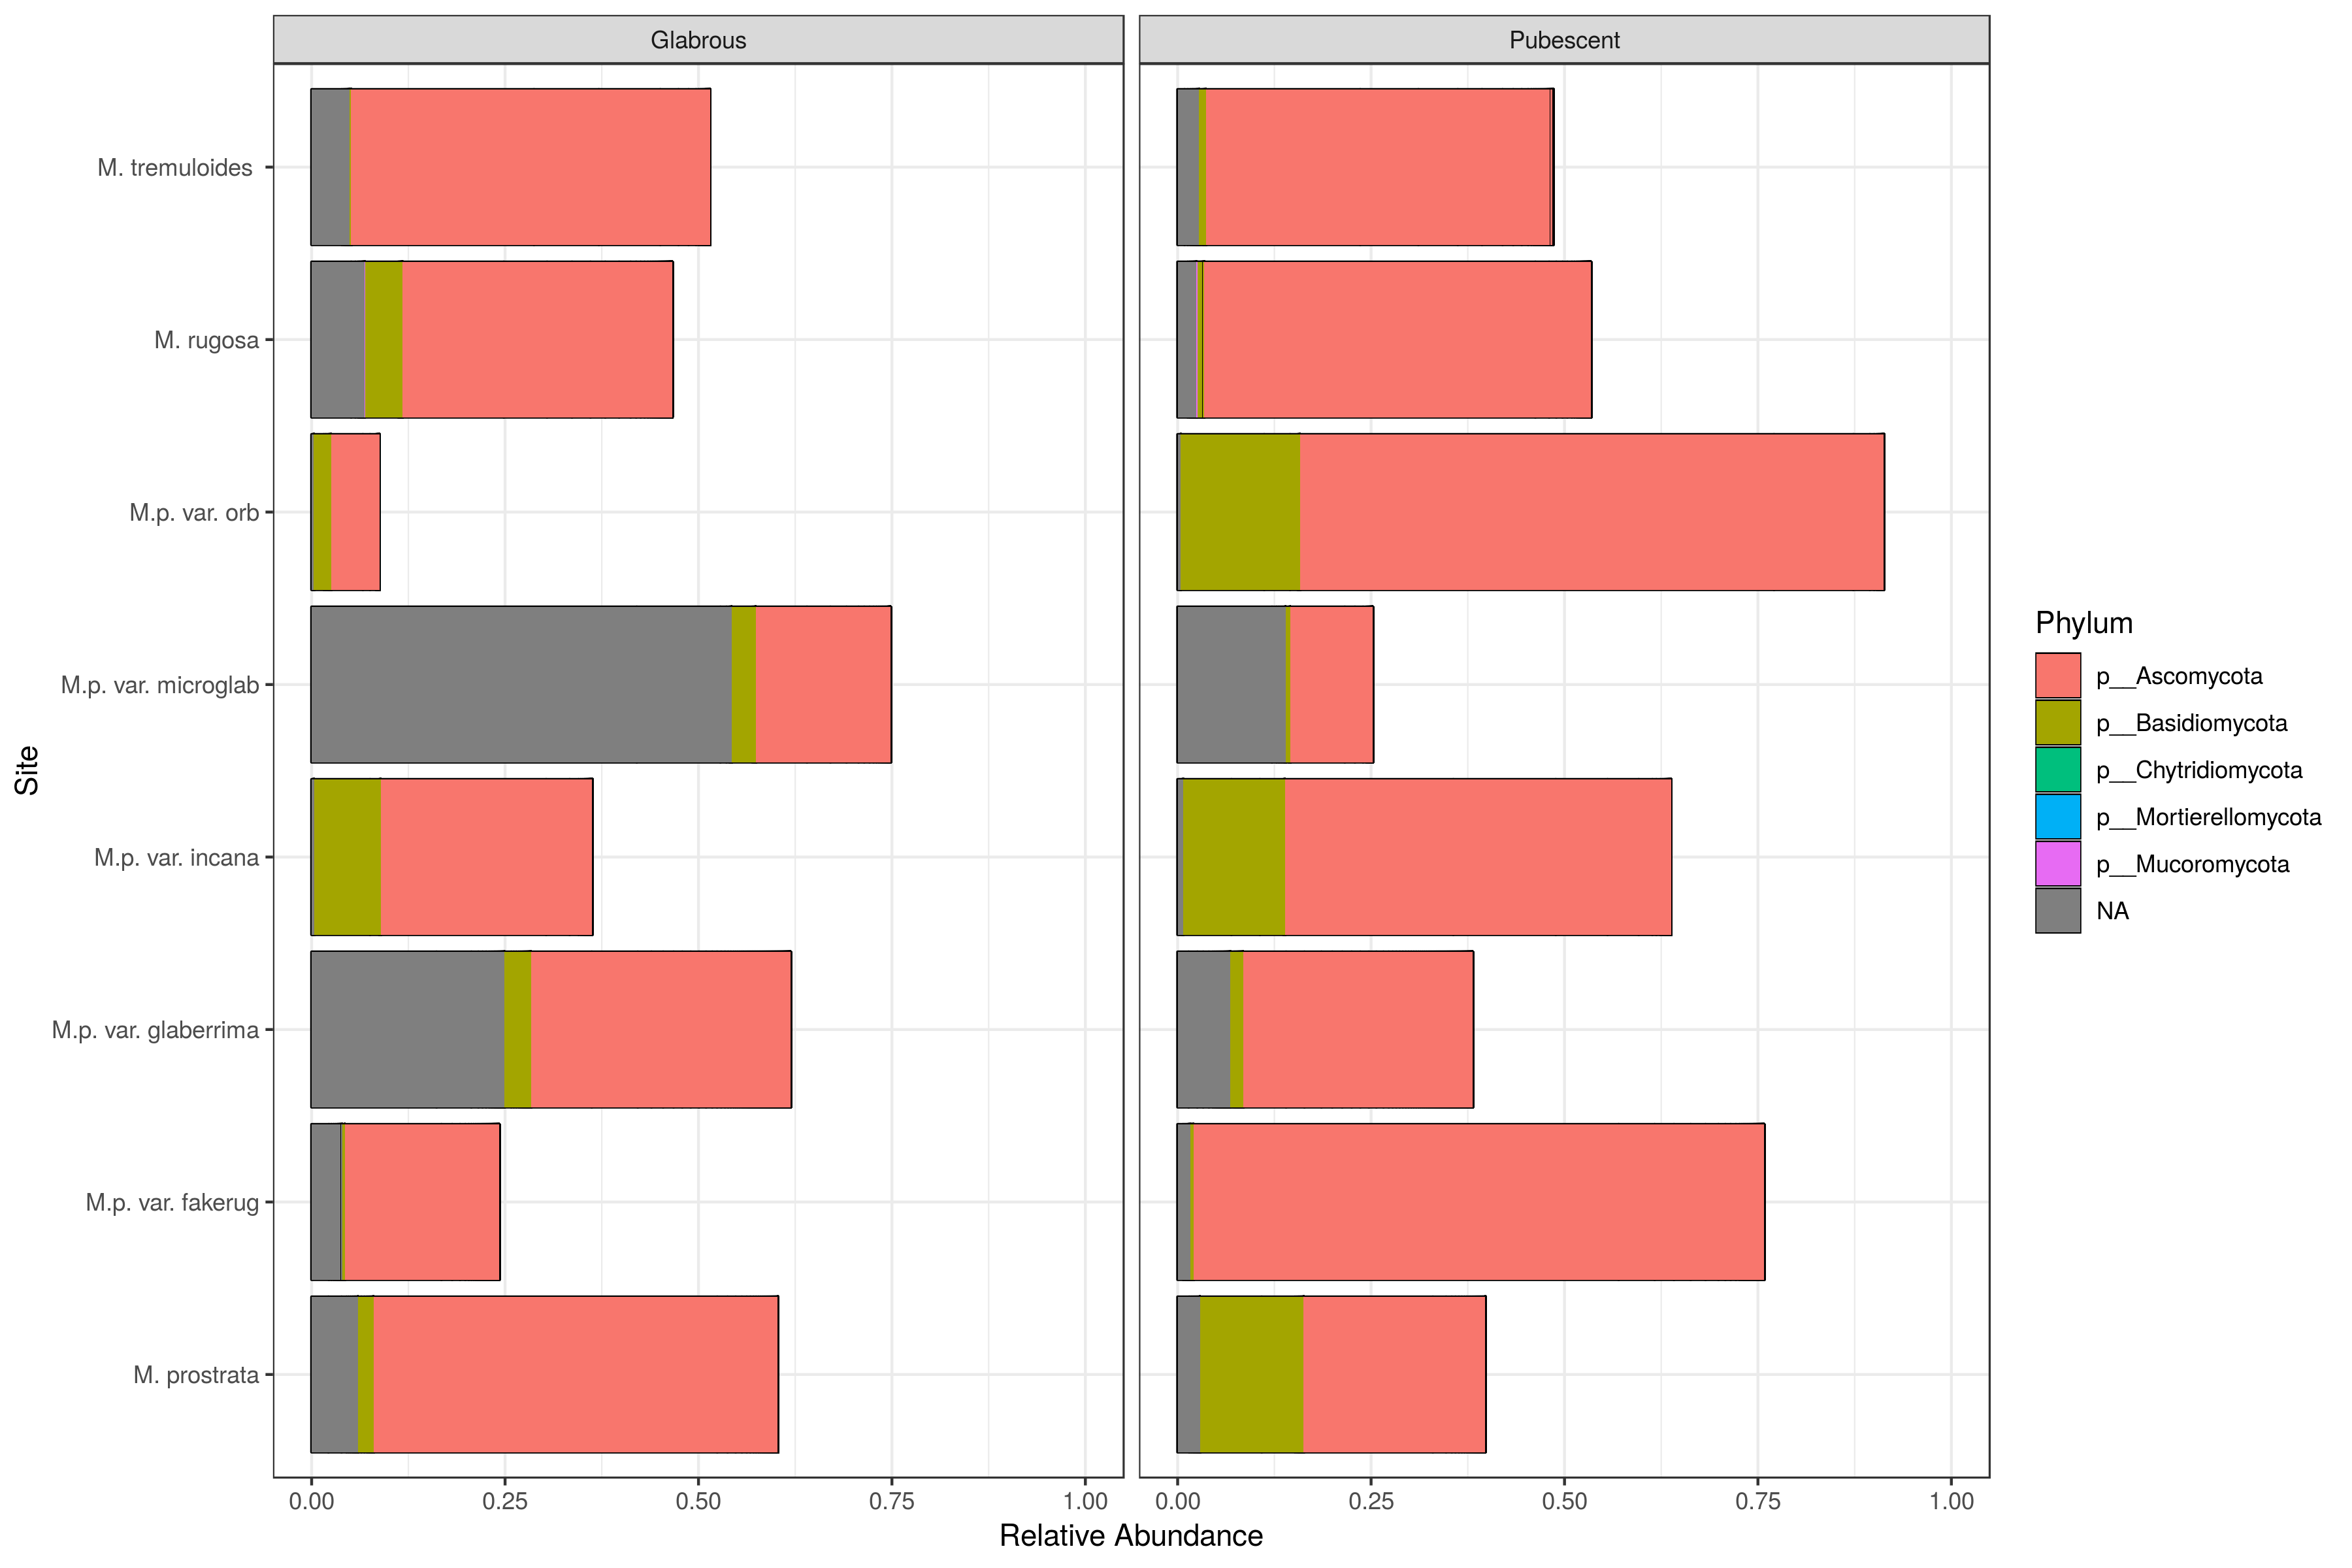 Glabrous
Pubescent
M. tremuloides
M. rugosa
M.p. var. orb
M.p. var. microglab
M.p. var. incana
M.p. var. glaberrima
M.p. var. fakerug
M. prostrata
Site
0.00 0.25 0.50 0.75 1.00
0.00 0.25 0.50 0.75 1.00
Relative Abundance
Phylum
p__Ascomycota
p__Basidiomycota
p__Chytridiomycota
p__Mortierellomycota
p__Mucoromycota
NA